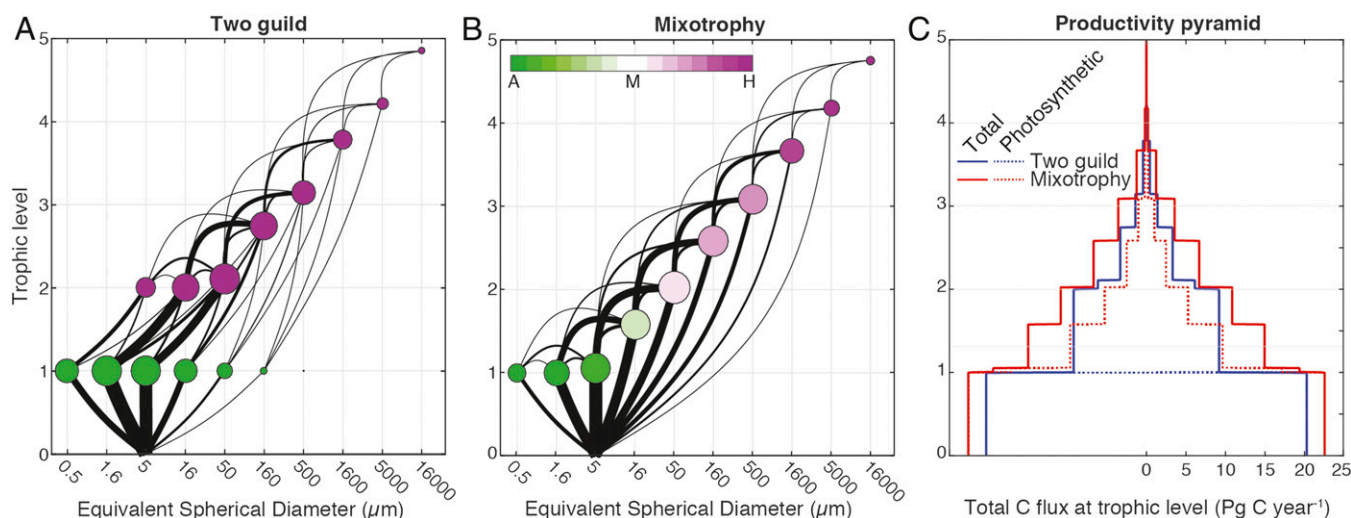 A
Two guild
Trophic level
5
4
3
2
1
0
0.5
1.6
5
16
50
160
500
1600
5000
16000
Equivalent Spherical Diameter (µm)
B
Mixotrophy
A
M
H
5
4
3
2
1
0
0.5
1.6
5
16
50
160
500
1600
5000
16000
Equivalent Spherical Diameter (µm)
C
Productivity pyramid
5
4
3
2
1
0
Total
Photosynthetic
Two guild
Mixotrophy
0
5
10
15
20
25
Total C flux at trophic level (Pg C year⁻¹)